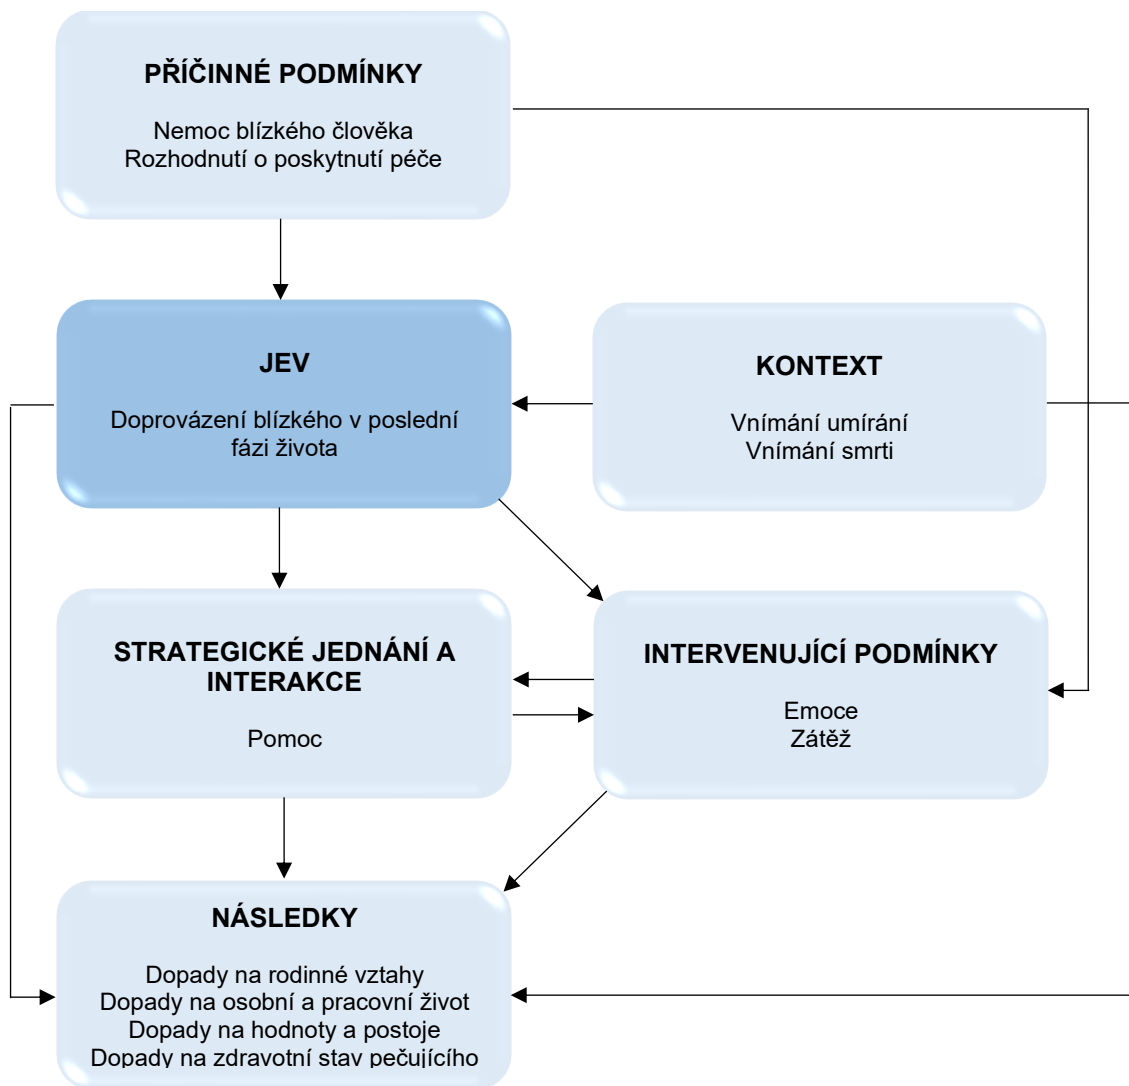 PŘÍČINNÉ PODMÍNKY
Nemoc blízkého člověka
Rozhodnutí o poskytnutí péče
JEV
Doprovázení blízkého v poslední
fázi života
KONTEXT
Vnímání umírání
Vnímání smrti
STRATEGICKÉ JEDNÁNÍ A
INTERAKCE
Pomoc
INTERVENUJÍCÍ PODMÍNKY
Emoce
Zátěž
NÁSLEDKY
Dopady na rodinné vztahy
Dopady na osobní a pracovní život
Dopady na hodnoty a postoje
Dopady na zdravotní stav pečujícího